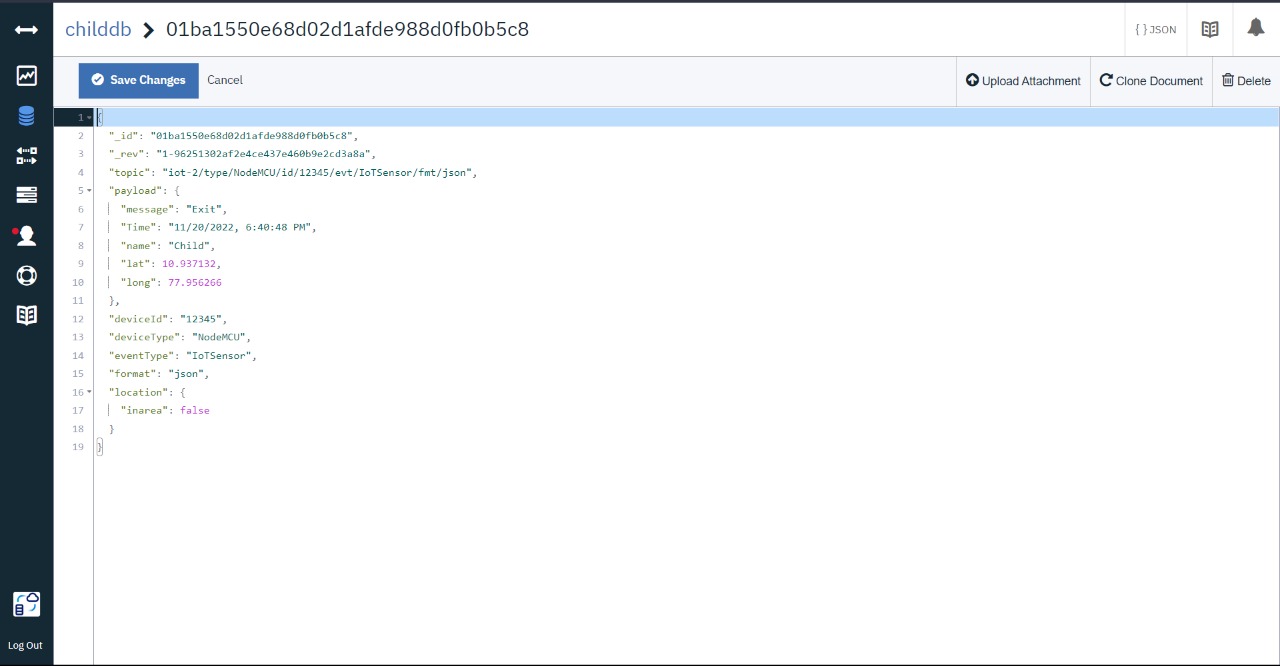 childdb > 01ba1550e68d02d1afde988d0fb0b5c8
{ } JSON
Save Changes Cancel
Upload Attachment Clone Document Delete
1 {
2 "_id": "01ba1550e68d02d1afde988d0fb0b5c8",
3 "_rev": "1-96251302af2e4ce437e460b9e2cd3a8a",
4 "topic": "iot-2/type/NodeMCU/id/12345/evt/IoTSensor/fmt/json",
5 "payload": {
6 "message": "Exit",
7 "Time": "11/20/2022, 6:40:48 PM",
8 "name": "Child",
9 "lat": 10.937132,
10 "long": 77.956266
11 },
12 "deviceId": "12345",
13 "deviceType": "NodeMCU",
14 "eventType": "IoTSensor",
15 "format": "json",
16 "location": {
17 "inarea": false
18 }
19 }
Log Out